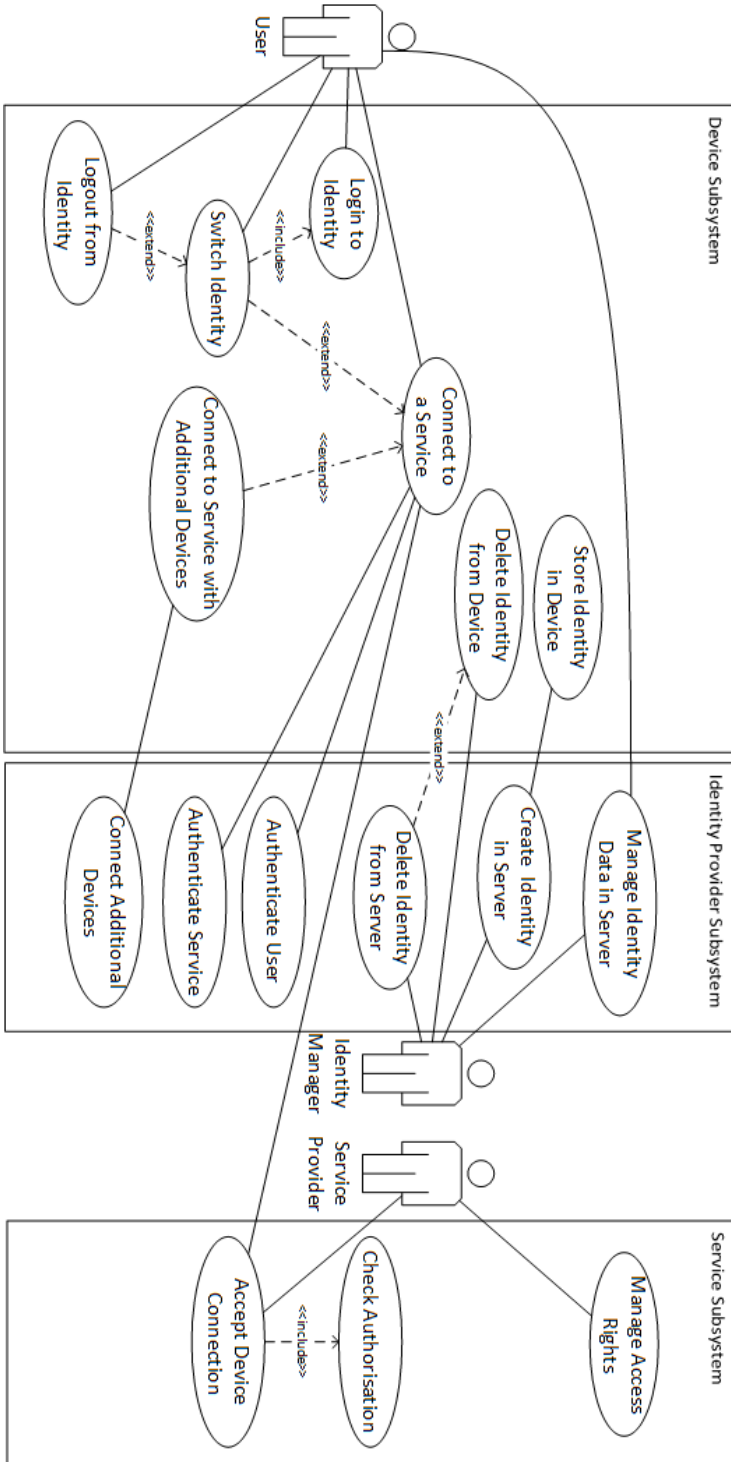 Device Subsystem
User
Login to
Identity
Switch Identity
Logout from
Identity
<<include>>
<<extend>>
<<extend>>
<<extend>>
Connect to
a Service
Connect to Service with
Additional Devices
Store Identity
in Device
Delete Identity
from Device
<<extend>>
Identity Provider Subsystem
Manage Identity
Data in Server
Create Identity
in Server
Delete Identity
from Server
Authenticate User
Authenticate Service
Connect Additional
Devices
Identity
Manager
Service
Provider
Service Subsystem
Manage Access
Rights
Check Authorisation
<<include>>
Accept Device
Connection